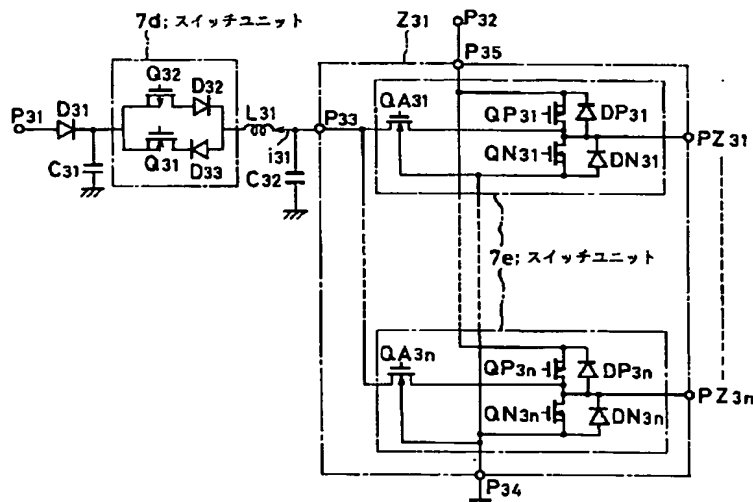 7d; スイッチユニット
Z31
P32
P35
Q32
D32
P31
D31
L31
P33
QA31
QP31
DP31
Q31
D33
i31
C31
C32
QN31
DN31
PZ31
7e; スイッチユニット
QA3n
QP3n
DP3n
QN3n
DN3n
PZ3n
P34